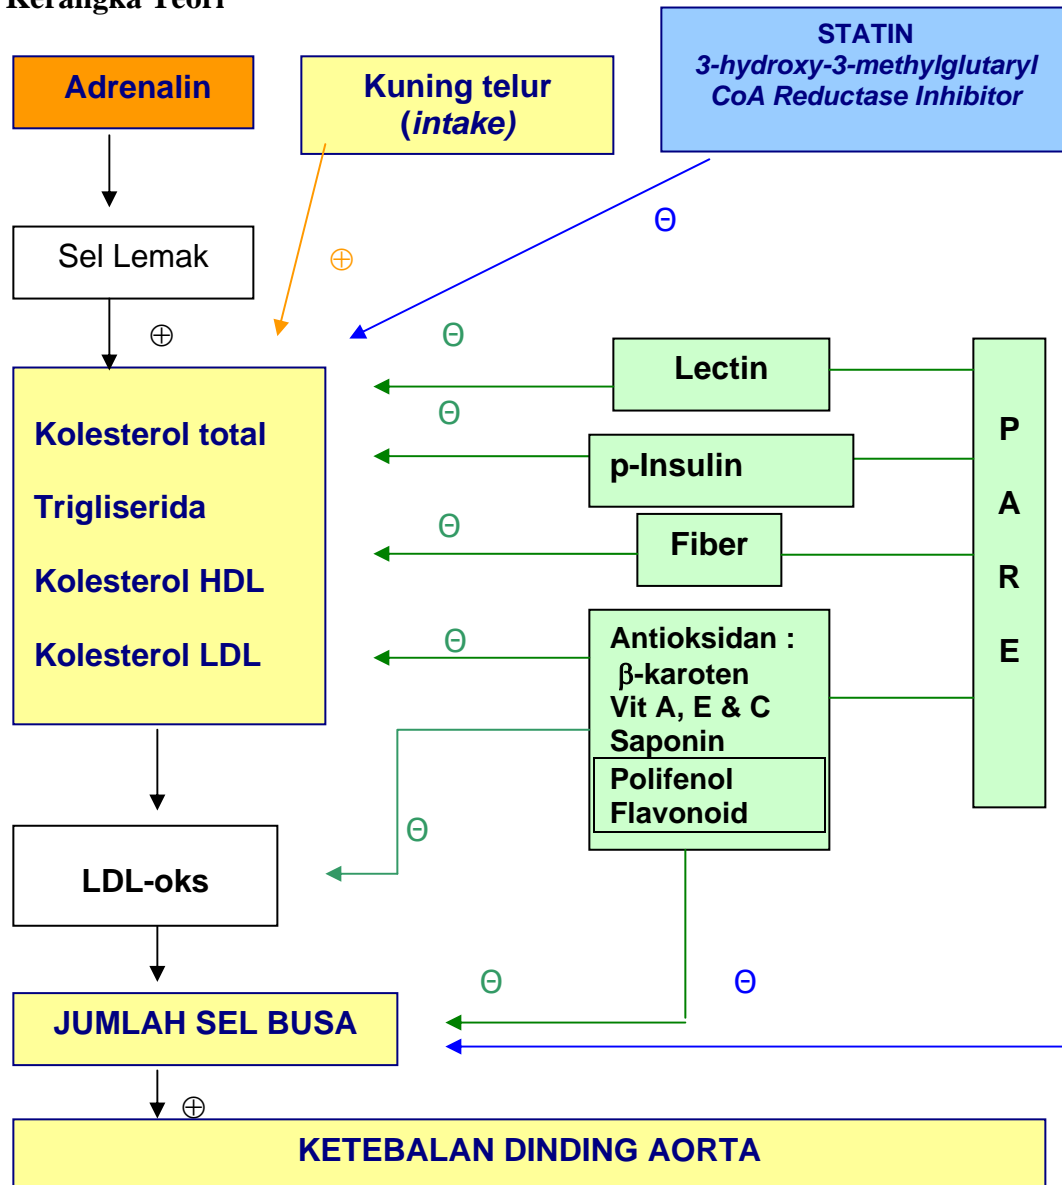 Kerangka Teori
STATIN
3-hydroxy-3-methylglutaryl
CoA Reductase Inhibitor
Adrenalin
Kuning telur
(intake)
Θ
Sel Lemak
⊕
⊕
Θ
Lectin
Θ
Kolesterol total
Trigliserida
Kolesterol HDL
Kolesterol LDL
p-Insulin
Θ
Fiber
Θ
Antioksidan :
β-karoten
Vit A, E & C
Saponin
Polifenol
Flavonoid
P
A
R
E
Θ
LDL-oks
Θ
Θ
JUMLAH SEL BUSA
⊕
KETEBALAN DINDING AORTA